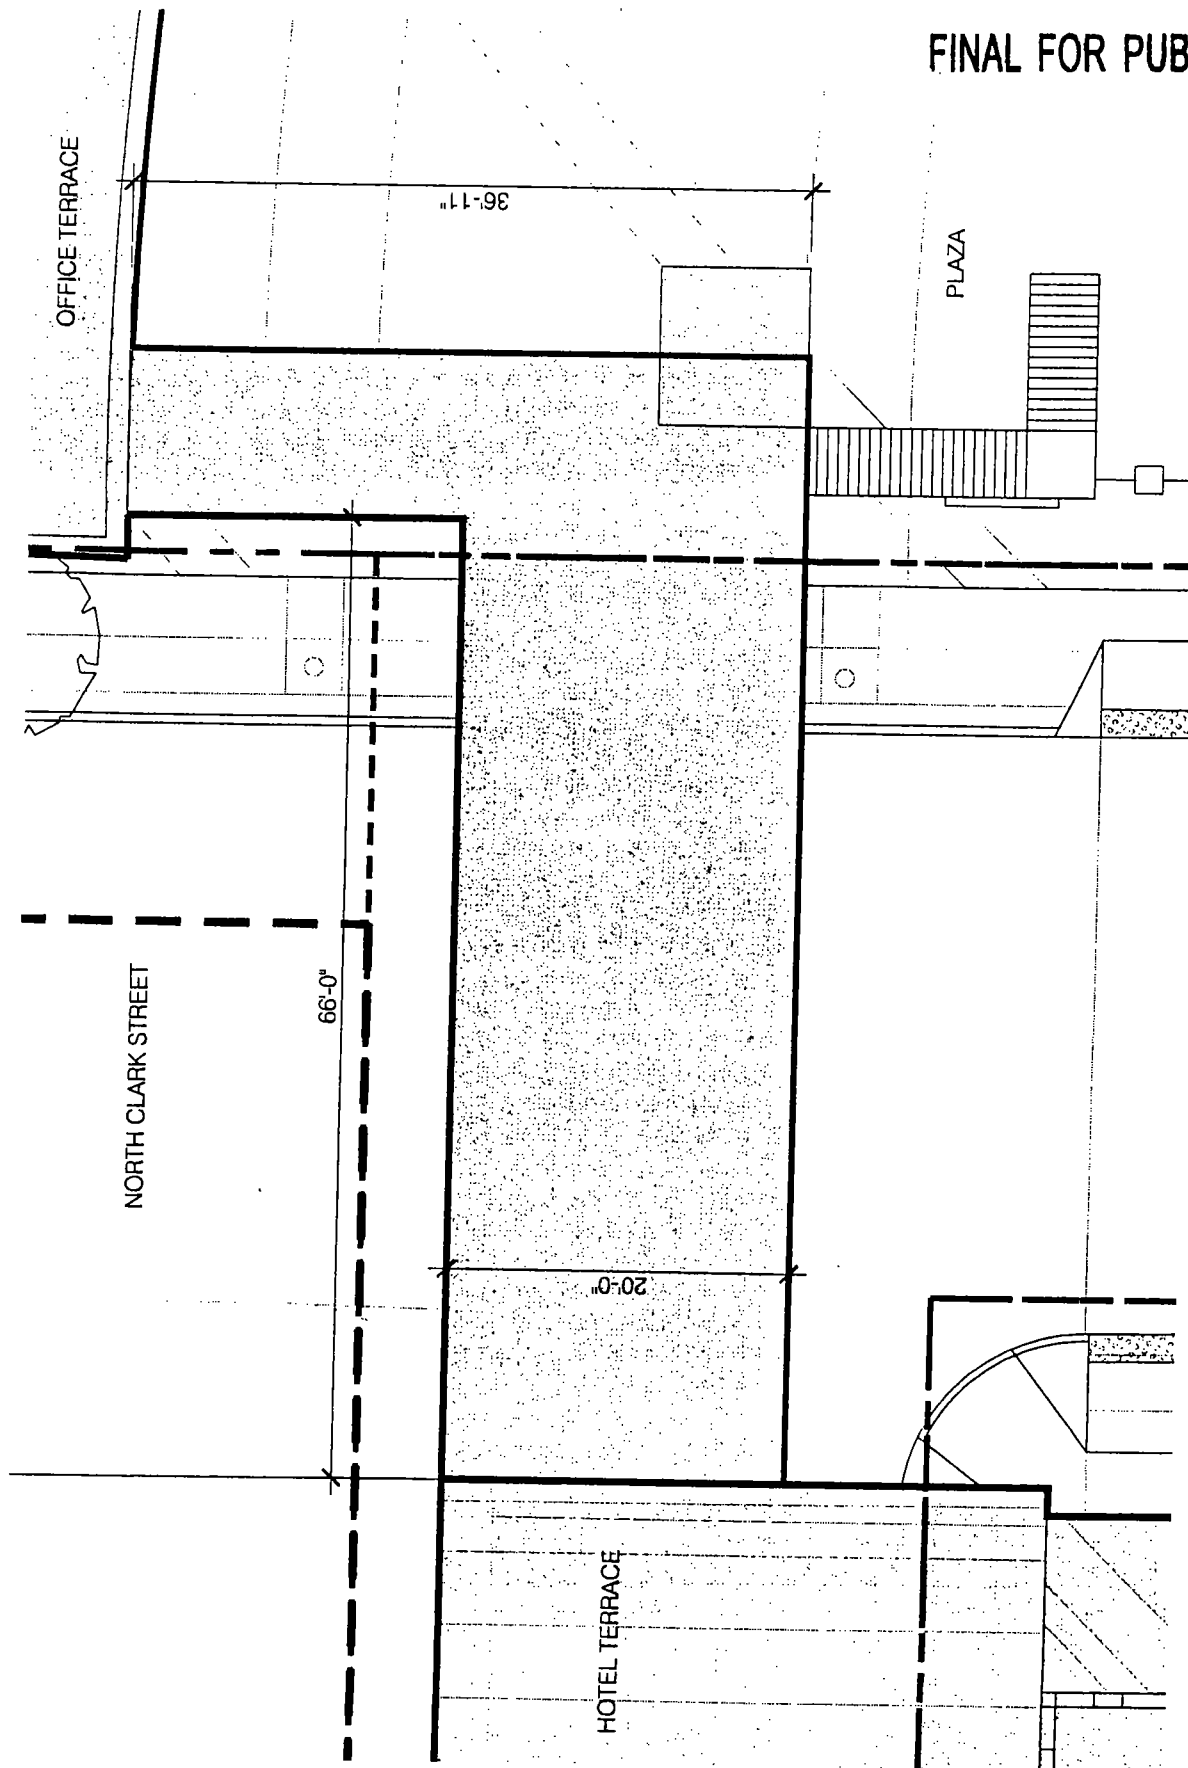 FINAL FOR PUB
OFFICE TERRACE
36'-11"
PLAZA
NORTH CLARK STREET
66'-0"
20'-0"
HOTEL TERRACE